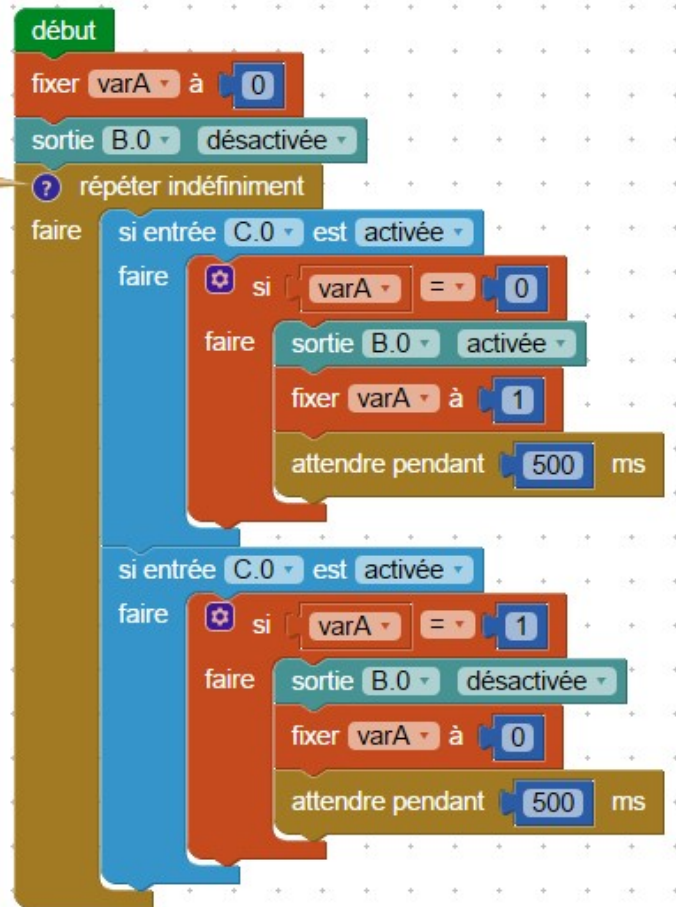 début
fixer varA à 0
sortie B.0 désactivée
? répéter indéfiniment
faire si entrée C.0 est activée
faire si varA = 0
faire sortie B.0 activée
fixer varA à 1
attendre pendant 500 ms
si entrée C.0 est activée
faire si varA = 1
faire sortie B.0 désactivée
fixer varA à 0
attendre pendant 500 ms